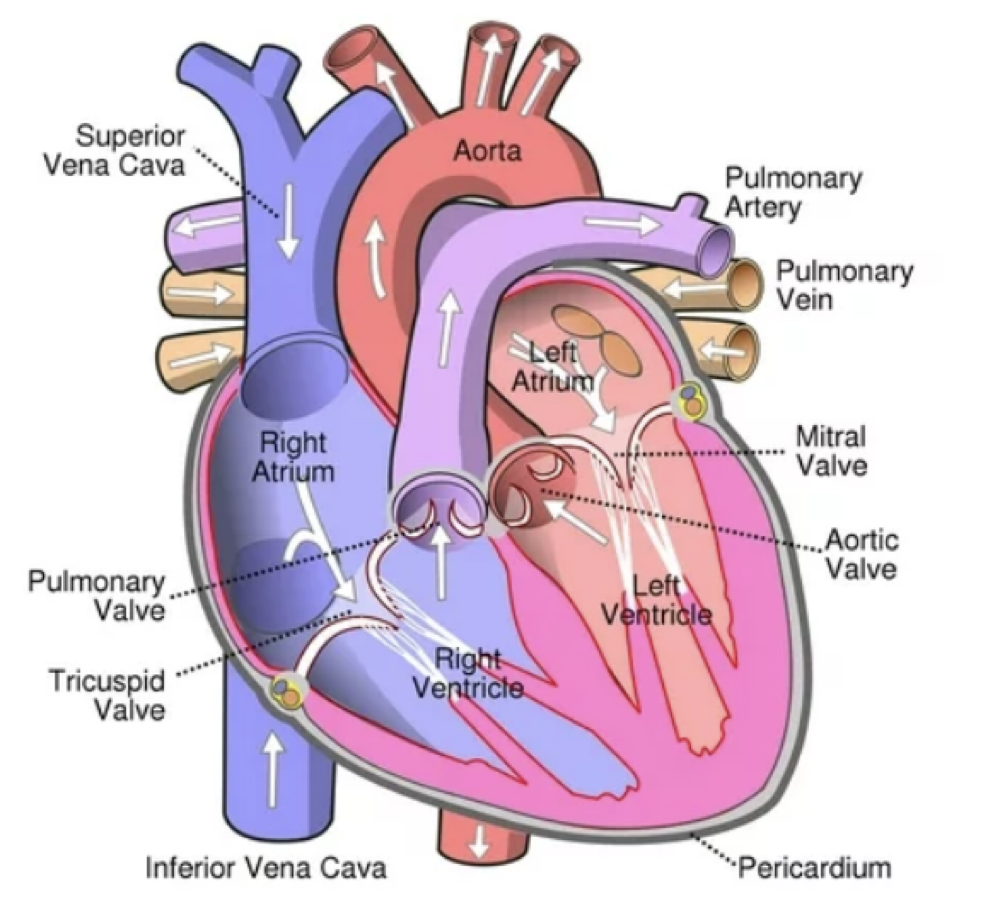 Superior
Vena Cava
Aorta
Pulmonary
Artery
Pulmonary
Vein
Left
Atrium
Right
Atrium
Mitral
Valve
Aortic
Valve
Pulmonary
Valve
Left
Ventricle
Tricuspid
Valve
Right
Ventricle
Inferior Vena Cava
Pericardium